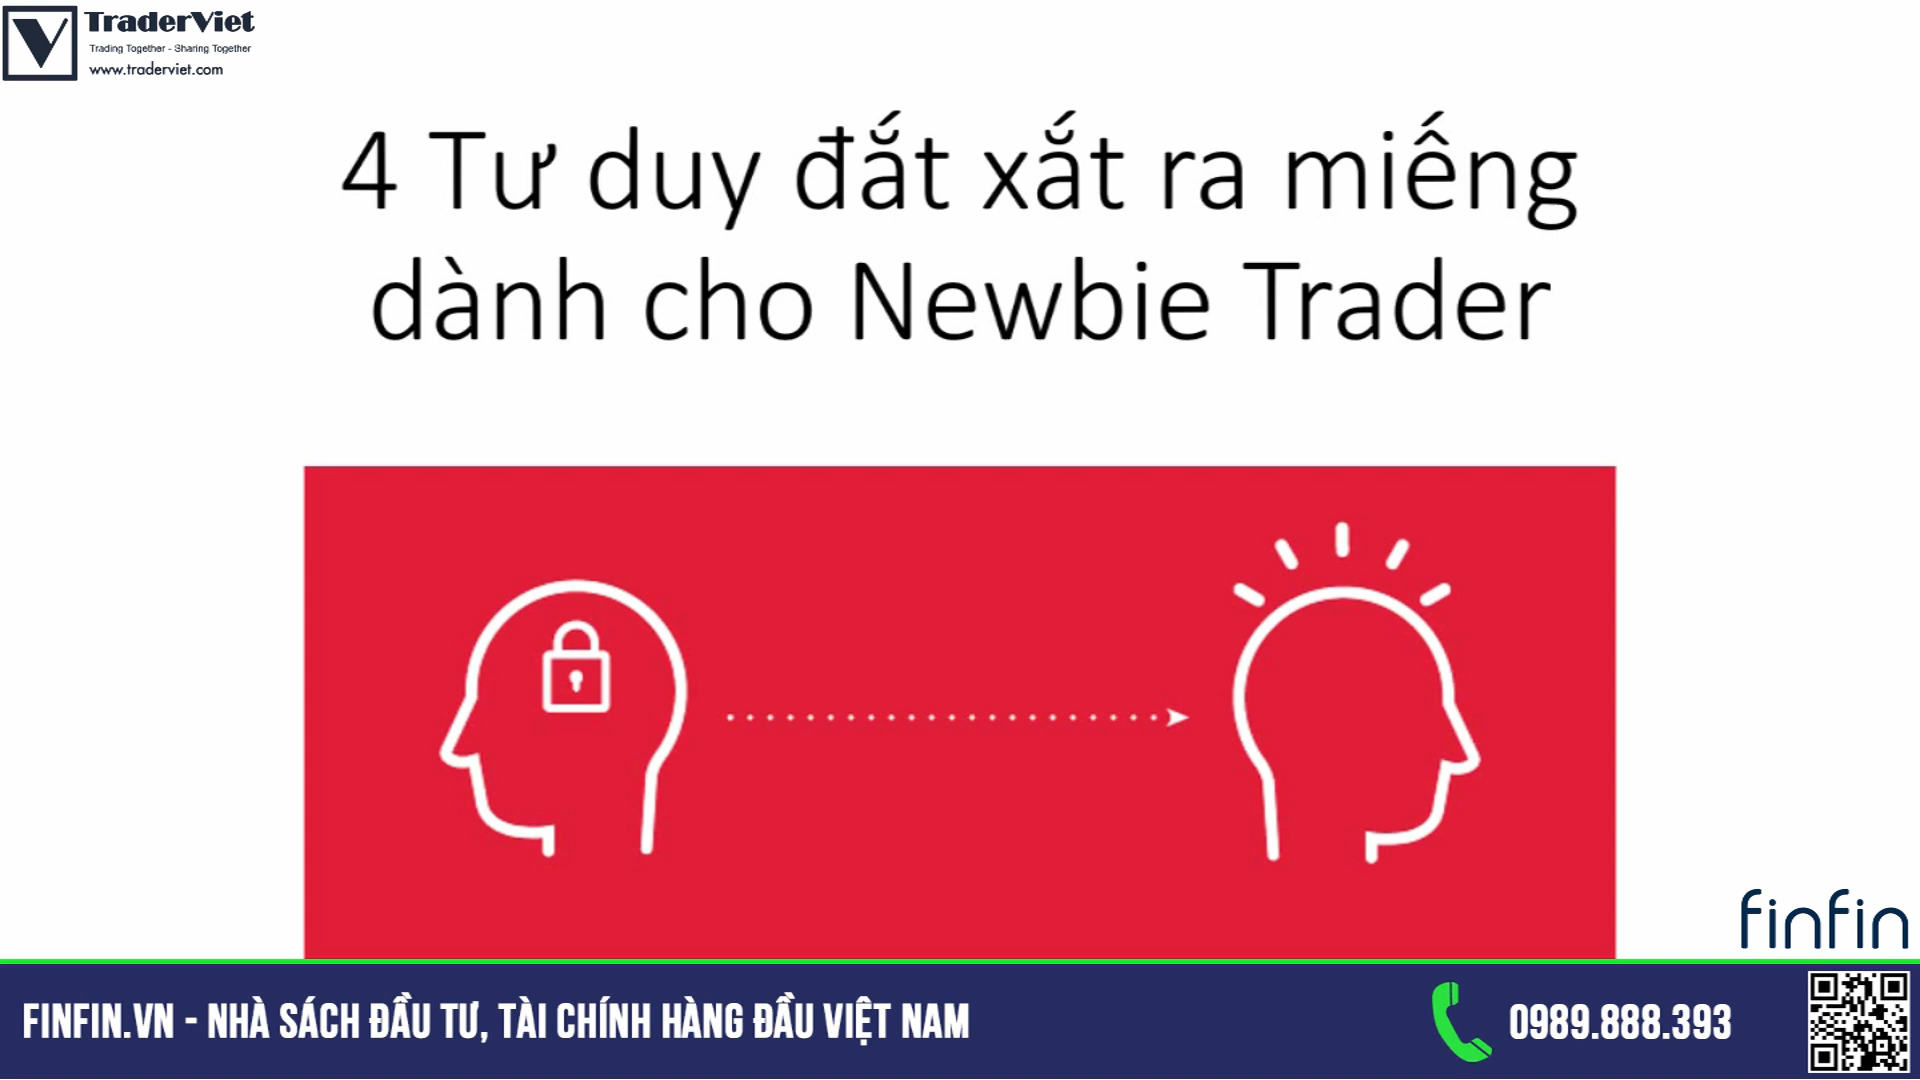 TraderViet
Trading Together - Sharing Together
www.traderviet.com
4 Tư duy đắt xắt ra miếng
dành cho Newbie Trader
finfin
FINFIN.VN - NHÀ SÁCH ĐẦU TƯ, TÀI CHÍNH HÀNG ĐẦU VIỆT NAM
0989.888.393